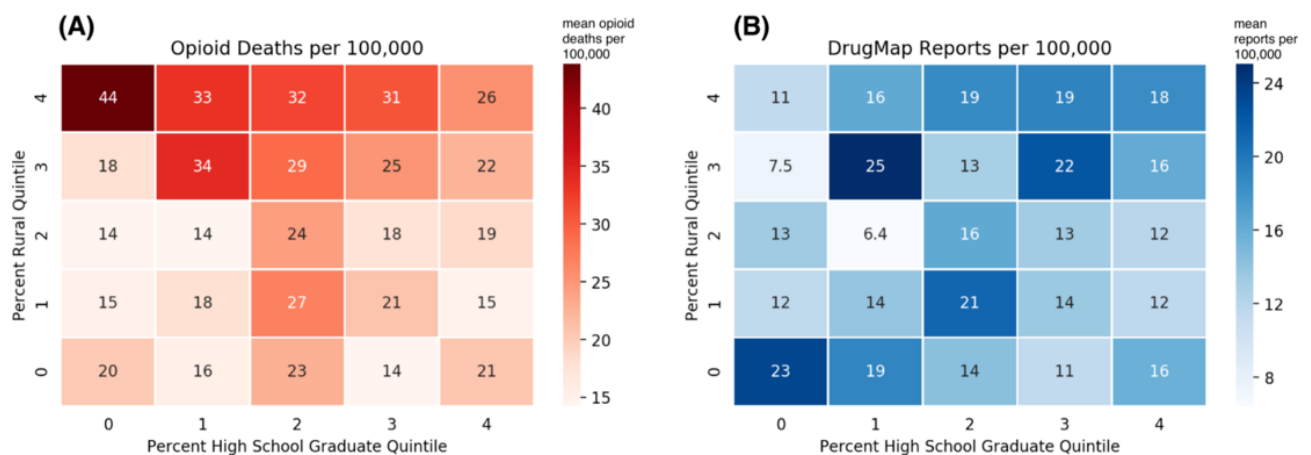 (A)
Opioid Deaths per 100,000
mean opioid
deaths per
100,000
Percent Rural Quintile
4
44 33 32 31 26
3
18 34 29 25 22
2
14 14 24 18 19
1
15 18 27 21 15
0
20 16 23 14 21
0 1 2 3 4
Percent High School Graduate Quintile
40
35
30
25
20
15
(B)
DrugMap Reports per 100,000
mean
reports per
100,000
Percent Rural Quintile
4
11 16 19 19 18
3
7.5 25 13 22 16
2
13 6.4 16 13 12
1
12 14 21 14 12
0
23 19 14 11 16
0 1 2 3 4
Percent High School Graduate Quintile
24
20
16
12
8